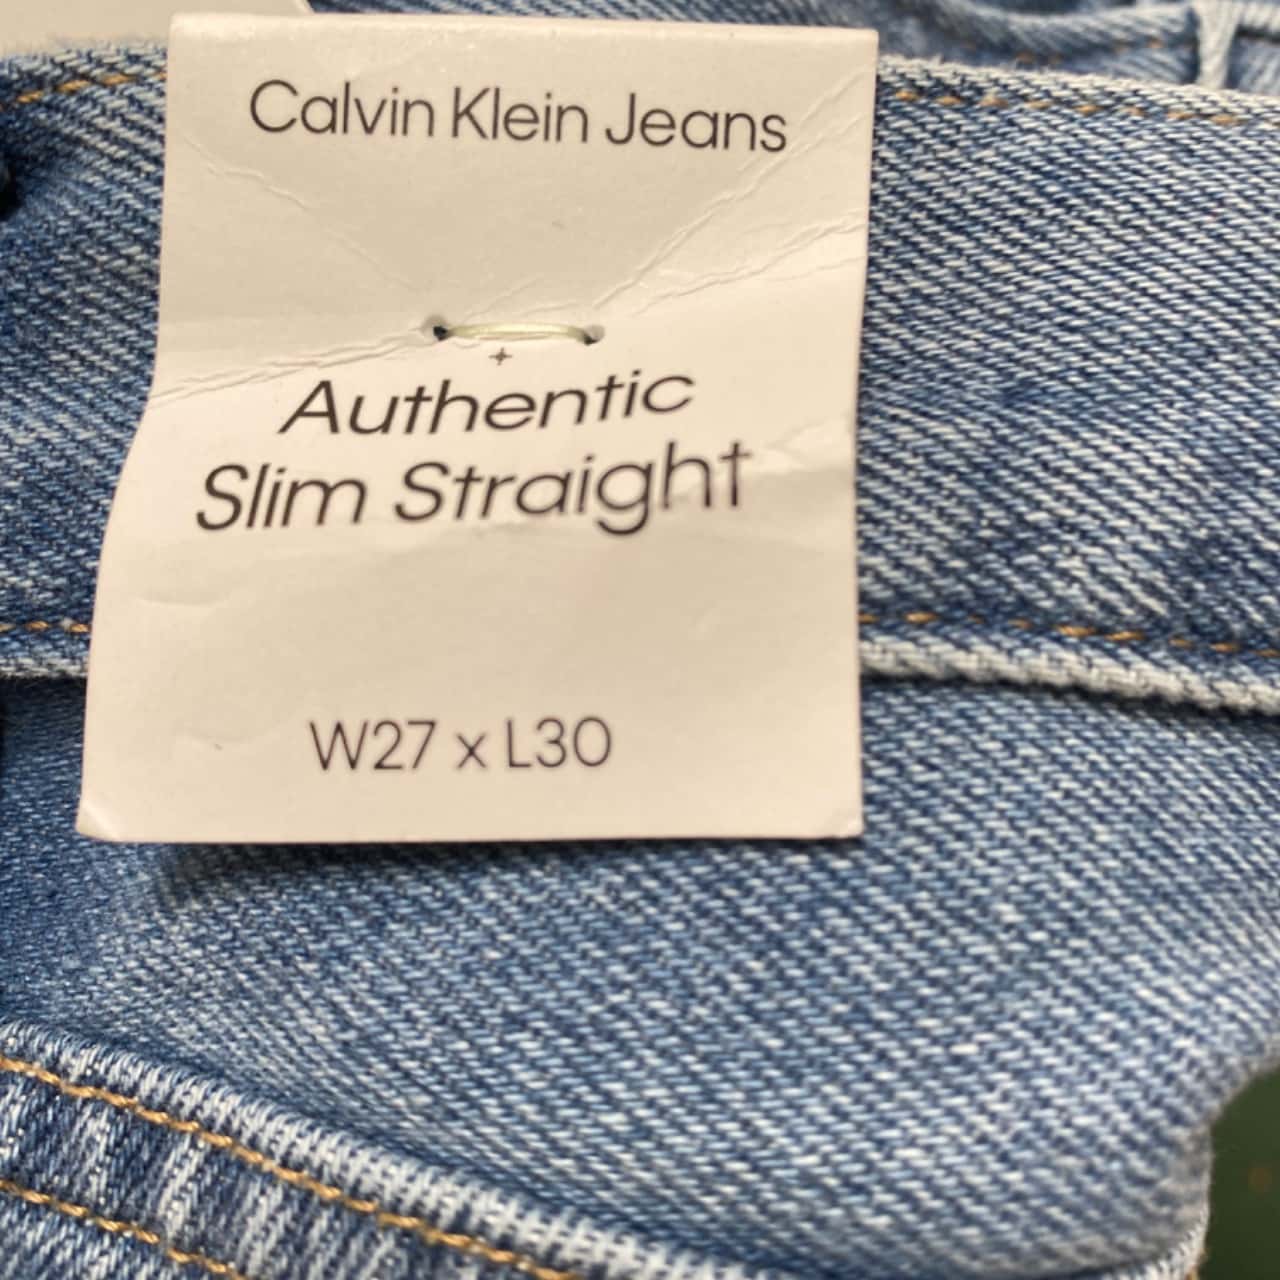 Calvin Klein Jeans
Authentic
Slim Straight
W27 x L30